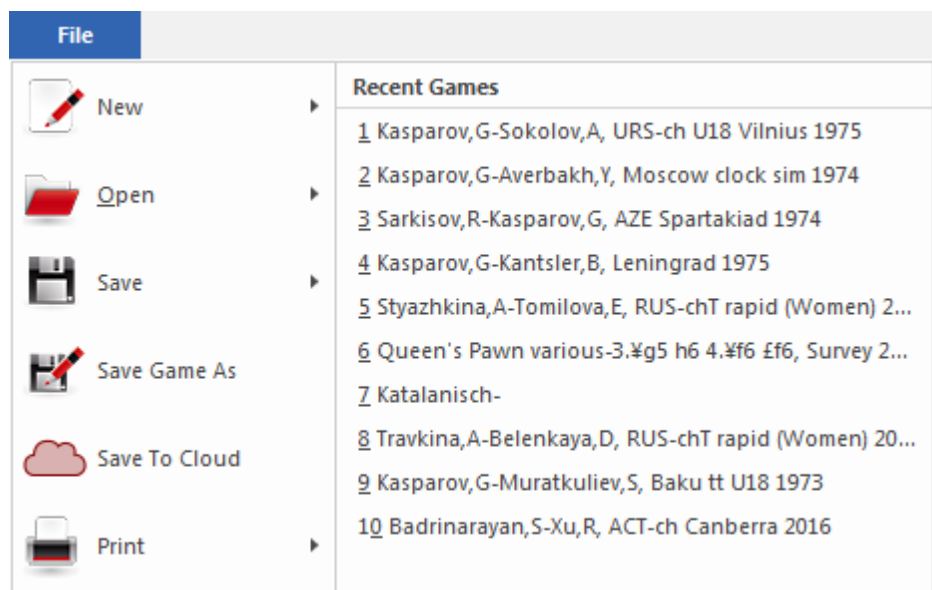 File
New
Open
Save
Save Game As
Save To Cloud
Print
Recent Games
1 Kasparov,G-Sokolov,A, URS-ch U18 Vilnius 1975
2 Kasparov,G-Averbakh,Y, Moscow clock sim 1974
3 Sarkisov,R-Kasparov,G, AZE Spartakiad 1974
4 Kasparov,G-Kantsler,B, Leningrad 1975
5 Styazhkina,A-Tomilova,E, RUS-chT rapid (Women) 2...
6 Queen's Pawn various-3.¥g5 h6 4.¥f6 £f6, Survey 2...
7 Katalanisch-
8 Travkina,A-Belenkaya,D, RUS-chT rapid (Women) 20...
9 Kasparov,G-Muratkuliev,S, Baku tt U18 1973
10 Badrinarayan,S-Xu,R, ACT-ch Canberra 2016